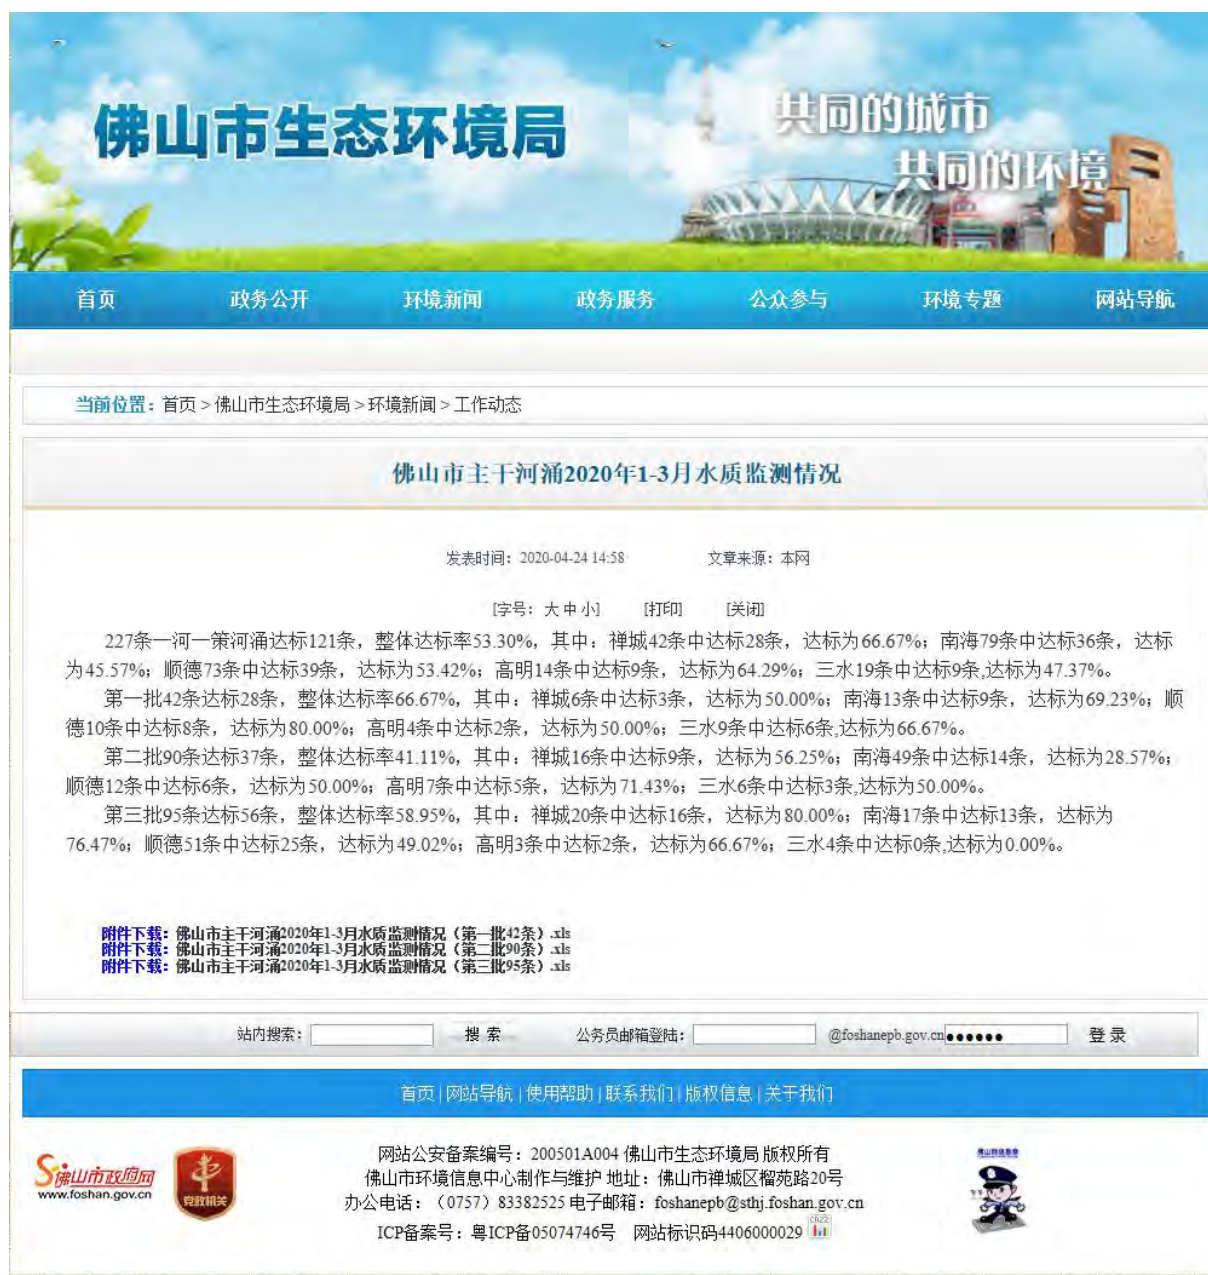 佛山市生态环境局
共同的城市
共同的环境
首页 政务公开 环境新闻 政务服务 公众参与 环境专题 网站导航
当前位置：首页 > 佛山市生态环境局 > 环境新闻 > 工作动态
佛山市主干河涌2020年1-3月水质监测情况
发表时间：2020-04-24 14:58 文章来源：本网
[字号：大 中 小] [打印] [关闭]
227条一河一策河涌达标121条，整体达标率53.30%，其中：禅城42条中达标28条，达标为66.67%；南海79条中达标36条，达标
为45.57%；顺德73条中达标39条，达标为53.42%；高明14条中达标9条，达标为64.29%；三水19条中达标9条,达标为47.37%。
第一批42条达标28条，整体达标率66.67%，其中：禅城6条中达标3条，达标为50.00%；南海13条中达标9条，达标为69.23%；顺
德10条中达标8条，达标为80.00%；高明4条中达标2条，达标为50.00%；三水9条中达标6条,达标为66.67%。
第二批90条达标37条，整体达标率41.11%，其中：禅城16条中达标9条，达标为56.25%；南海49条中达标14条，达标为28.57%；
顺德12条中达标6条，达标为50.00%；高明7条中达标5条，达标为71.43%；三水6条中达标3条,达标为50.00%。
第三批95条达标56条，整体达标率58.95%，其中：禅城20条中达标16条，达标为80.00%；南海17条中达标13条，达标为
76.47%；顺德51条中达标25条，达标为49.02%；高明3条中达标2条，达标为66.67%；三水4条中达标0条,达标为0.00%。
附件下载：佛山市主干河涌2020年1-3月水质监测情况（第一批42条）.xls
附件下载：佛山市主干河涌2020年1-3月水质监测情况（第二批90条）.xls
附件下载：佛山市主干河涌2020年1-3月水质监测情况（第三批95条）.xls
站内搜索： 搜 索 公务员邮箱登陆： @foshanepb.gov.cn ●●●●●● 登 录
首页 | 网站导航 | 使用帮助 | 联系我们 | 版权信息 | 关于我们
佛山市政府网
www.foshan.gov.cn
党政机关
网站公安备案编号：200501A004 佛山市生态环境局 版权所有
佛山市环境信息中心制作与维护 地址：佛山市禅城区榴苑路20号
办公电话：（0757）83382525 电子邮箱：foshanepb@sthj.foshan.gov.cn
ICP备案号：粤ICP备05074746号 网站标识码4406000029